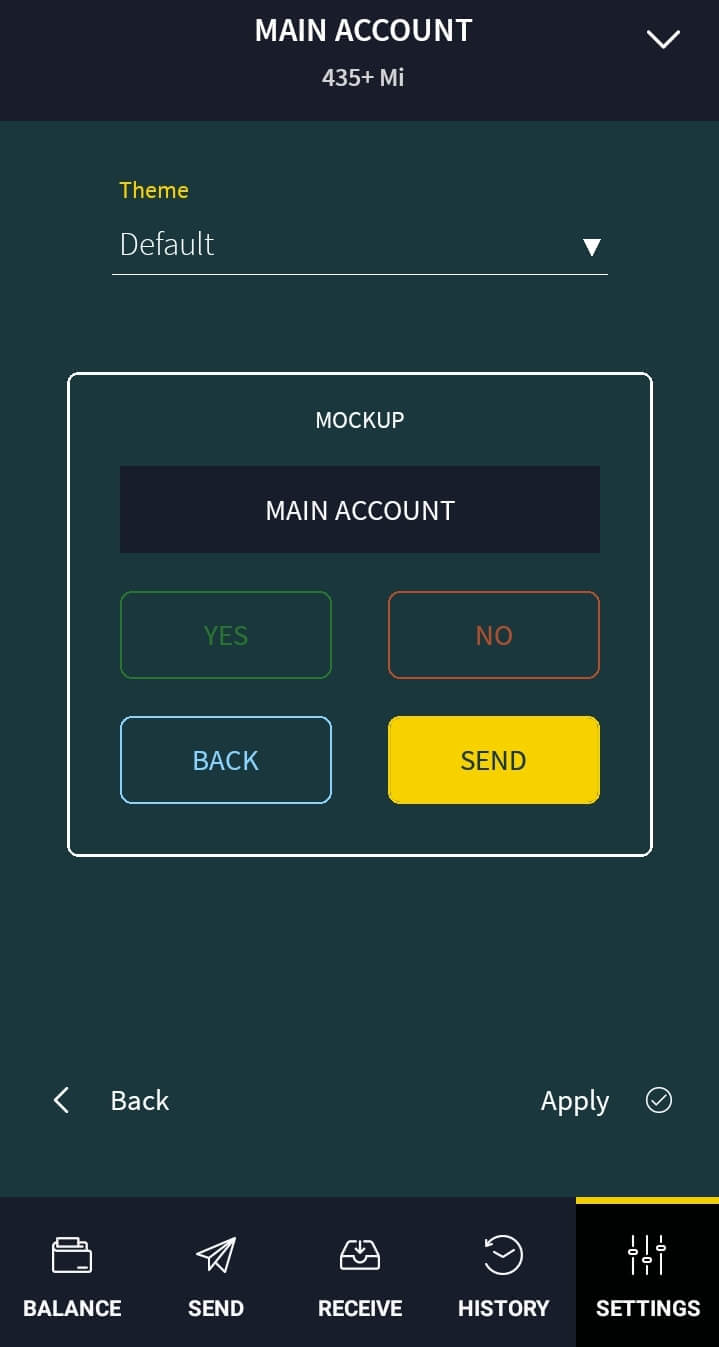 MAIN ACCOUNT
435+ Mi
Theme
Default
MOCKUP
MAIN ACCOUNT
YES NO
BACK SEND
Back Apply
BALANCE SEND RECEIVE HISTORY SETTINGS